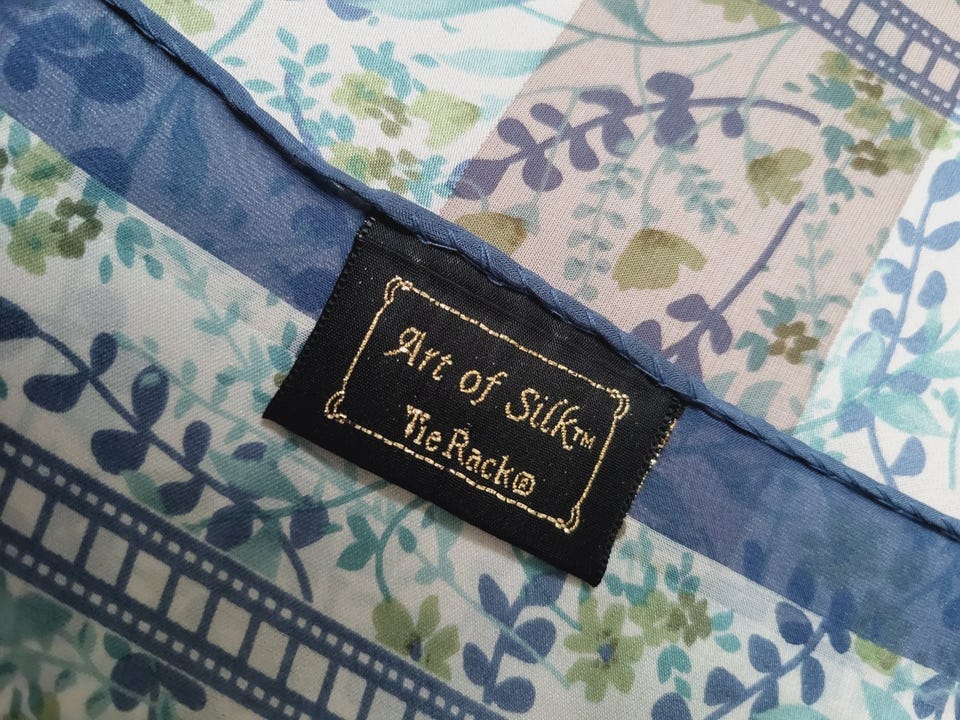 Art of Silk™
Tie Rack®